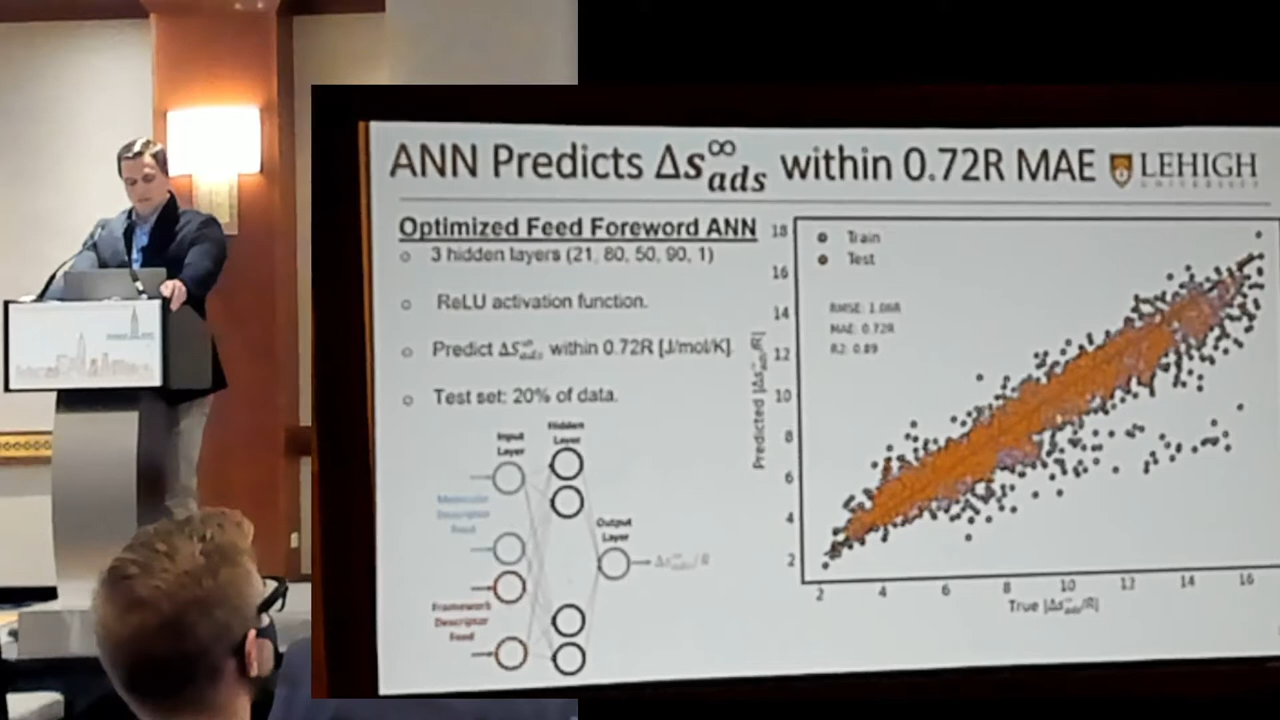 ANN Predicts Δs∞ads within 0.72R MAE
LEHIGH
UNIVERSITY
Optimized Feed Foreword ANN
○ 3 hidden layers (21, 80, 50, 90, 1)
○ ReLU activation function.
○ Predict ΔS∞ads within 0.72R [J/mol/K].
○ Test set: 20% of data.
Input
Layer
Hidden
Layer
Output
Layer
Molecular
Descriptor
Feed
Framework
Descriptor
Feed
Δs∞ads/R
Train
Test
RMSE: 1.06R
MAE: 0.72R
R2: 0.89
Predicted |Δs∞ads/R|
18
16
14
12
10
8
6
4
2
2 4 6 8 10 12 14 16
True |Δs∞ads/R|